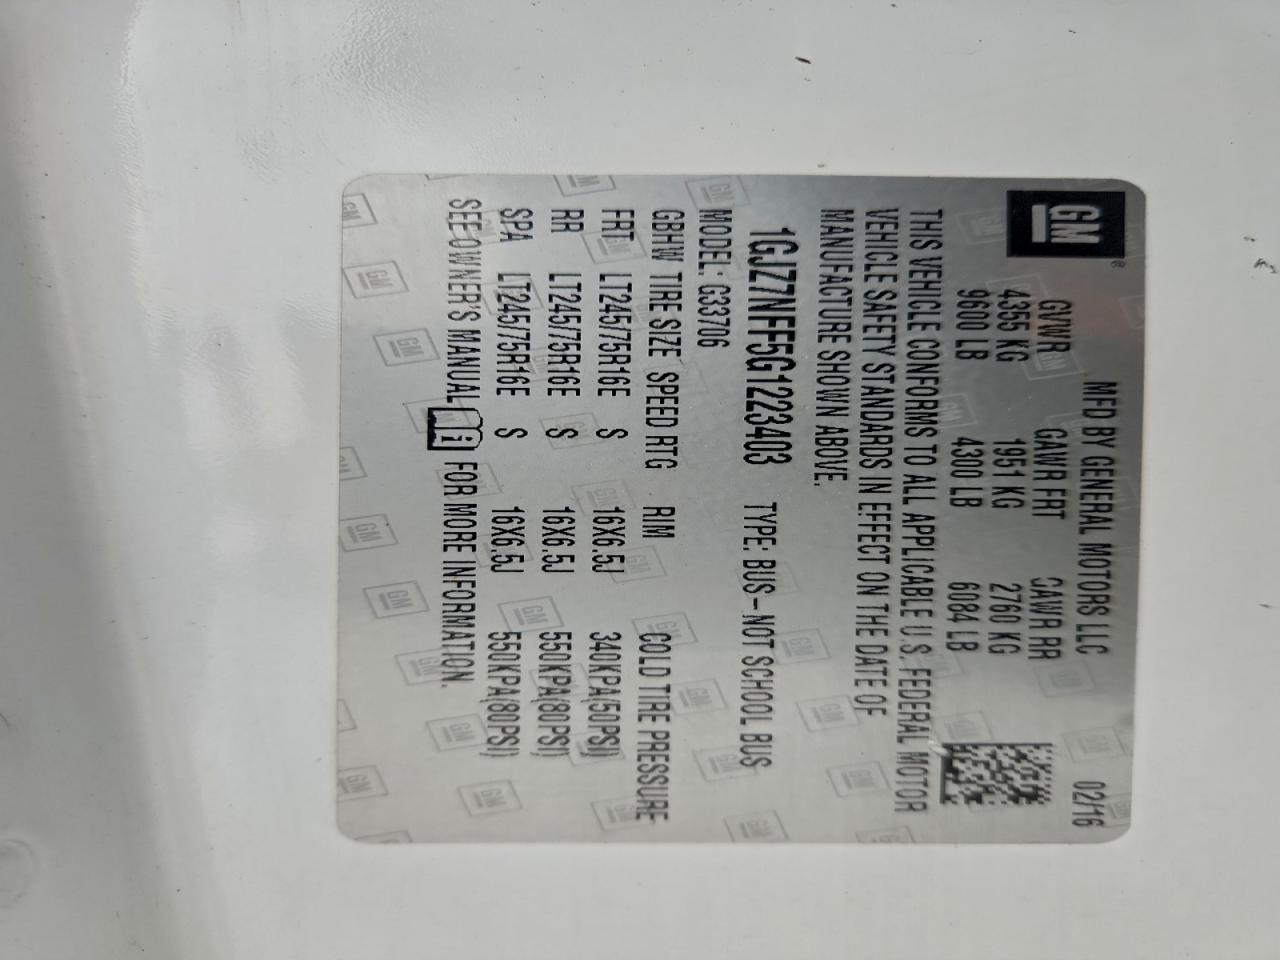 GM®
MFD BY GENERAL MOTORS LLC 02/16
GVWR GAWR FRT GAWR RR
4355 KG 1951 KG 2760 KG
9600 LB 4300 LB 6084 LB
THIS VEHICLE CONFORMS TO ALL APPLICABLE U.S. FEDERAL MOTOR
VEHICLE SAFETY STANDARDS IN EFFECT ON THE DATE OF
MANUFACTURE SHOWN ABOVE.
1GJZ7NFF5G1223403 TYPE: BUS-NOT SCHOOL BUS
MODEL: G33706
GBHW TIRE SIZE SPEED RTG RIM COLD TIRE PRESSURE
FRT LT245/75R16E S 16X6.5J 340KPA(50PSI)
RR LT245/75R16E S 16X6.5J 550KPA(80PSI)
SPA LT245/75R16E S 16X6.5J 550KPA(80PSI)
SEE OWNER'S MANUAL FOR MORE INFORMATION.